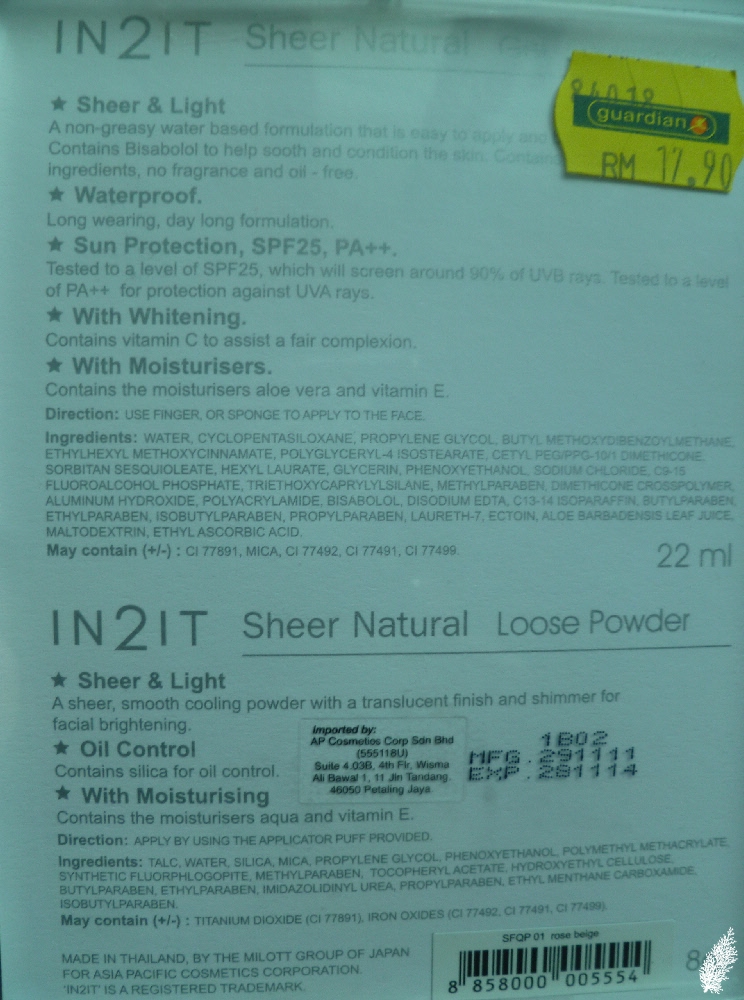 IN2IT Sheer Natural
84018
guardian
RM 17.90
★ Sheer & Light
A non-greasy water based formulation that is easy to apply and
Contains Bisabolol to help sooth and condition the skin. Contains
ingredients, no fragrance and oil - free.
★ Waterproof.
Long wearing, day long formulation.
★ Sun Protection, SPF25, PA++.
Tested to a level of SPF25, which will screen around 90% of UVB rays. Tested to a level
of PA++ for protection against UVA rays.
★ With Whitening.
Contains vitamin C to assist a fair complexion.
★ With Moisturisers.
Contains the moisturisers aloe vera and vitamin E.
Direction: USE FINGER, OR SPONGE TO APPLY TO THE FACE.
Ingredients: WATER, CYCLOPENTASILOXANE, PROPYLENE GLYCOL, BUTYL METHOXYDIBENZOYLMETHANE,
ETHYLHEXYL METHOXYCINNAMATE, POLYGLYCERYL-4 ISOSTEARATE, CETYL PEG/PPG-10/1 DIMETHICONE,
SORBITAN SESQUIOLEATE, HEXYL LAURATE, GLYCERIN, PHENOXYETHANOL, SODIUM CHLORIDE, C9-15
FLUOROALCOHOL PHOSPHATE, TRIETHOXYCAPRYLYLSILANE, METHYLPARABEN, DIMETHICONE CROSSPOLYMER,
ALUMINUM HYDROXIDE, POLYACRYLAMIDE, BISABOLOL, DISODIUM EDTA, C13-14 ISOPARAFFIN, BUTYLPARABEN,
ETHYLPARABEN, ISOBUTYLPARABEN, PROPYLPARABEN, LAURETH-7, ECTOIN, ALOE BARBADENSIS LEAF JUICE,
MALTODEXTRIN, ETHYL ASCORBIC ACID.
May contain (+/-) : CI 77891, MICA, CI 77492, CI 77491, CI 77499.
22 ml
IN2IT Sheer Natural Loose Powder
★ Sheer & Light
A sheer, smooth cooling powder with a translucent finish and shimmer for
facial brightening.
★ Oil Control
Contains silica for oil control.
★ With Moisturising
Contains the moisturisers aqua and vitamin E.
Imported by:
AP Cosmetics Corp Sdn Bhd
(555118U)
Suite 4.03B, 4th Flr, Wisma
Ali Bawal 1, 11 Jln Tandang,
46050 Petaling Jaya.
1B02
MFG. 291111
EXP. 281114
Direction: APPLY BY USING THE APPLICATOR PUFF PROVIDED.
Ingredients: TALC, WATER, SILICA, MICA, PROPYLENE GLYCOL, PHENOXYETHANOL, POLYMETHYL METHACRYLATE,
SYNTHETIC FLUORPHLOGOPITE, METHYLPARABEN, TOCOPHERYL ACETATE, HYDROXYETHYL CELLULOSE,
BUTYLPARABEN, ETHYLPARABEN, IMIDAZOLIDINYL UREA, PROPYLPARABEN, ETHYL MENTHANE CARBOXAMIDE,
ISOBUTYLPARABEN.
May contain (+/-) : TITANIUM DIOXIDE (CI 77891), IRON OXIDES (CI 77492, CI 77491, CI 77499).
MADE IN THAILAND, BY THE MILOTT GROUP OF JAPAN
FOR ASIA PACIFIC COSMETICS CORPORATION.
'IN2IT' IS A REGISTERED TRADEMARK.
SFQP 01 rose beige
8 858000 005554